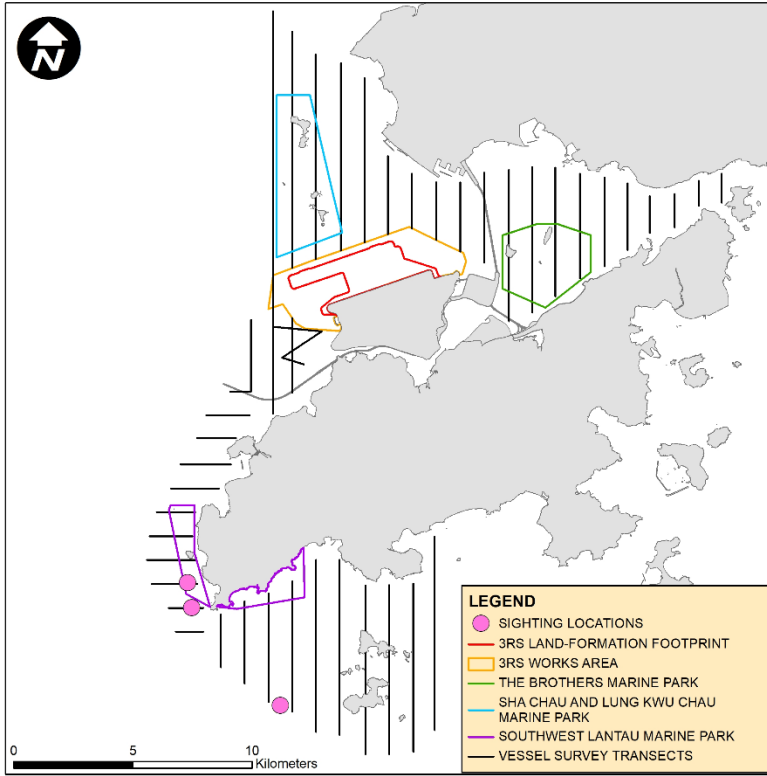 N
LEGEND
SIGHTING LOCATIONS
3RS LAND-FORMATION FOOTPRINT
3RS WORKS AREA
THE BROTHERS MARINE PARK
SHA CHAU AND LUNG KWU CHAU
MARINE PARK
SOUTHWEST LANTAU MARINE PARK
VESSEL SURVEY TRANSECTS
0 5 10
Kilometers